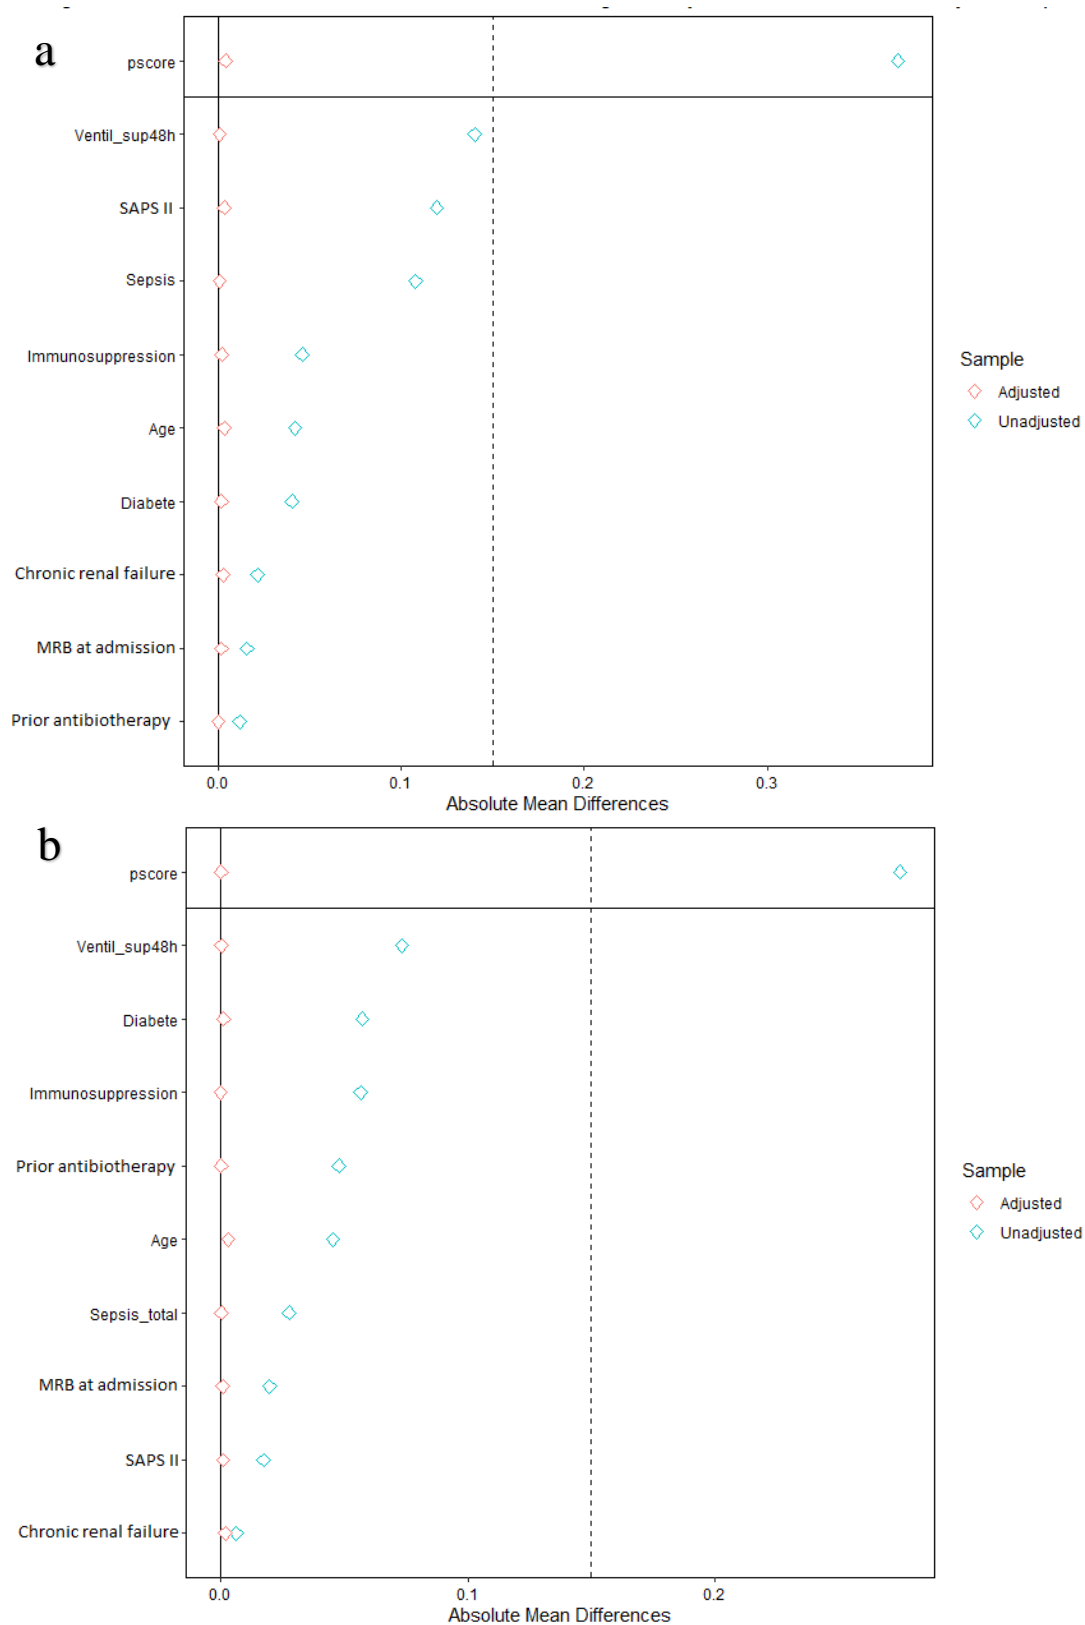 a
pscore
Ventil_sup48h
SAPS II
Sepsis
Immunosuppression
Age
Diabete
Chronic renal failure
MRB at admission
Prior antibiotherapy
Sample
Adjusted
Unadjusted
0.0 0.1 0.2 0.3
Absolute Mean Differences
b
pscore
Ventil_sup48h
Diabete
Immunosuppression
Prior antibiotherapy
Age
Sepsis_total
MRB at admission
SAPS II
Chronic renal failure
Sample
Adjusted
Unadjusted
0.0 0.1 0.2
Absolute Mean Differences